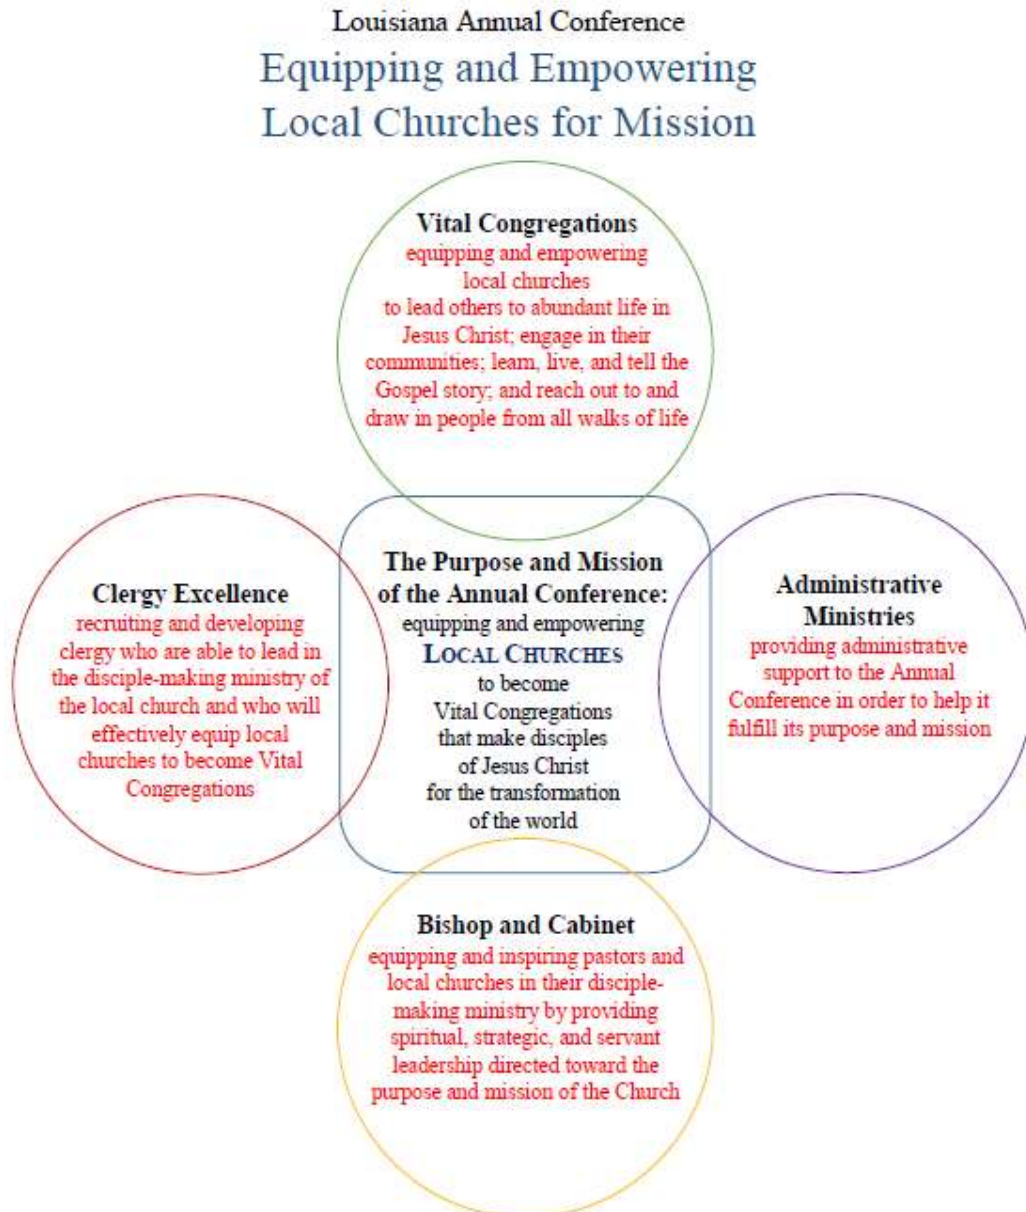 Louisiana Annual Conference
Equipping and Empowering
Local Churches for Mission
Vital Congregations
equipping and empowering
local churches
to lead others to abundant life in
Jesus Christ; engage in their
communities; learn, live, and tell the
Gospel story; and reach out to and
draw in people from all walks of life
Clergy Excellence
recruiting and developing
clergy who are able to lead in
the disciple-making ministry of
the local church and who will
effectively equip local
churches to become Vital
Congregations
The Purpose and Mission
of the Annual Conference:
equipping and empowering
LOCAL CHURCHES
to become
Vital Congregations
that make disciples
of Jesus Christ
for the transformation
of the world
Administrative
Ministries
providing administrative
support to the Annual
Conference in order to help it
fulfill its purpose and mission
Bishop and Cabinet
equipping and inspiring pastors and
local churches in their disciple-
making ministry by providing
spiritual, strategic, and servant
leadership directed toward the
purpose and mission of the Church